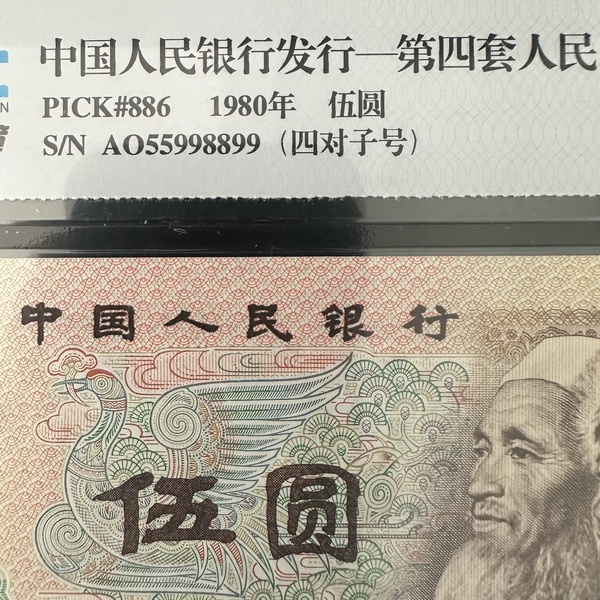 中国人民银行发行—第四套人民
PICK#886 1980年 伍圆
S/N AO55998899（四对子号）
中国人民银行
伍圆